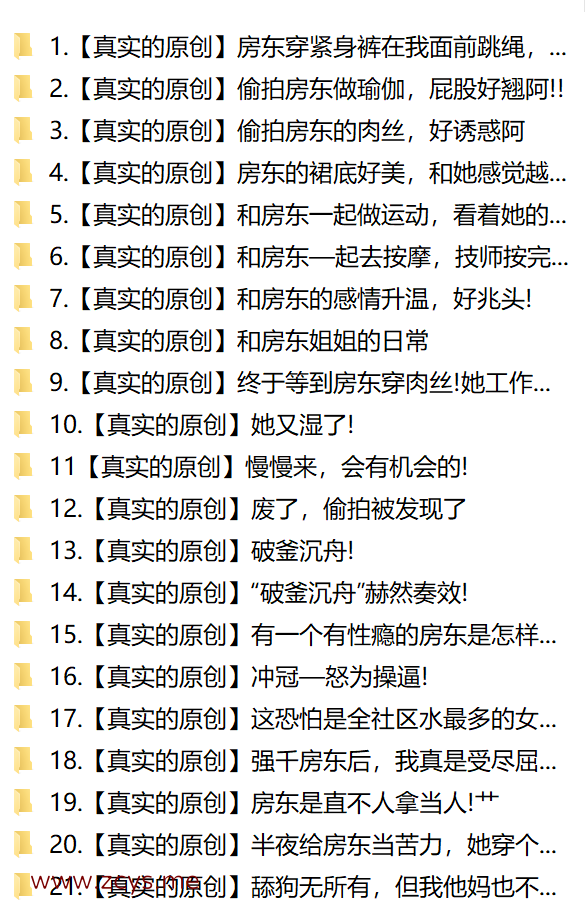 1.【真实的原创】房东穿紧身裤在我面前跳绳，...
2.【真实的原创】偷拍房东做瑜伽，屁股好翘阿!!
3.【真实的原创】偷拍房东的肉丝，好诱惑阿
4.【真实的原创】房东的裙底好美，和她感觉越...
5.【真实的原创】和房东一起做运动，看着她的...
6.【真实的原创】和房东—起去按摩，技师按完...
7.【真实的原创】和房东的感情升温，好兆头!
8.【真实的原创】和房东姐姐的日常
9.【真实的原创】终于等到房东穿肉丝!她工作...
10.【真实的原创】她又湿了!
11【真实的原创】慢慢来，会有机会的!
12.【真实的原创】废了，偷拍被发现了
13.【真实的原创】破釜沉舟!
14.【真实的原创】“破釜沉舟”赫然奏效!
15.【真实的原创】有一个有性瘾的房东是怎样...
16.【真实的原创】冲冠—怒为操逼!
17.【真实的原创】这恐怕是全社区水最多的女...
18.【真实的原创】强千房东后，我真是受尽屈...
19.【真实的原创】房东是直不人拿当人!艹
20.【真实的原创】半夜给房东当苦力，她穿个...
21.【真实的原创】舔狗无所有，但我他妈也不...
www.zcys.me